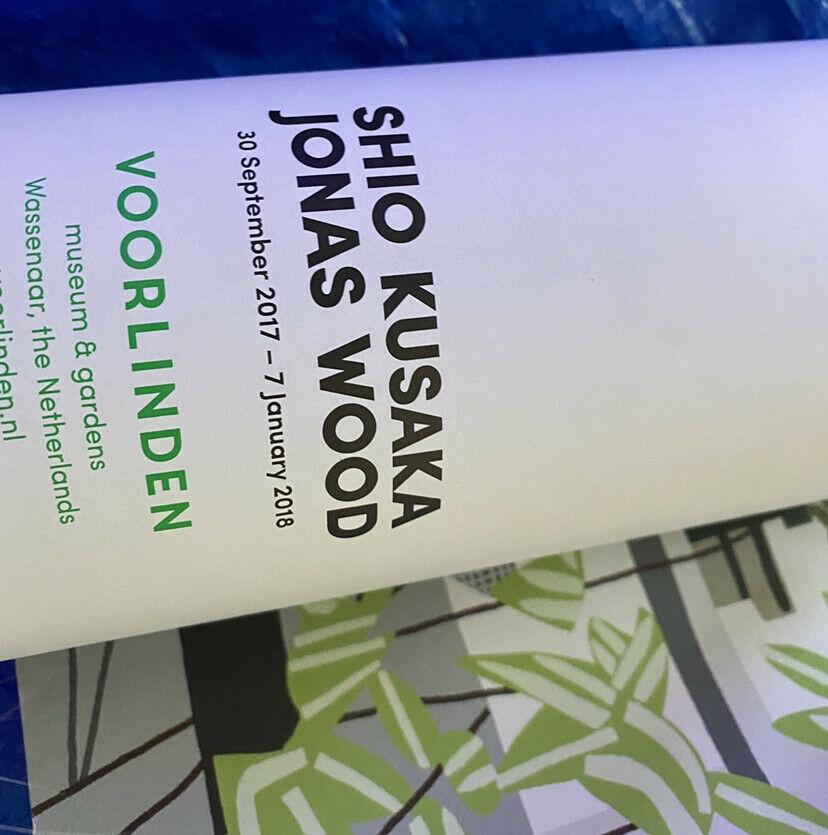 SHIO KUSAKA
JONAS WOOD
30 September 2017 – 7 January 2018
VOORLINDEN
museum & gardens
Wassenaar, the Netherlands